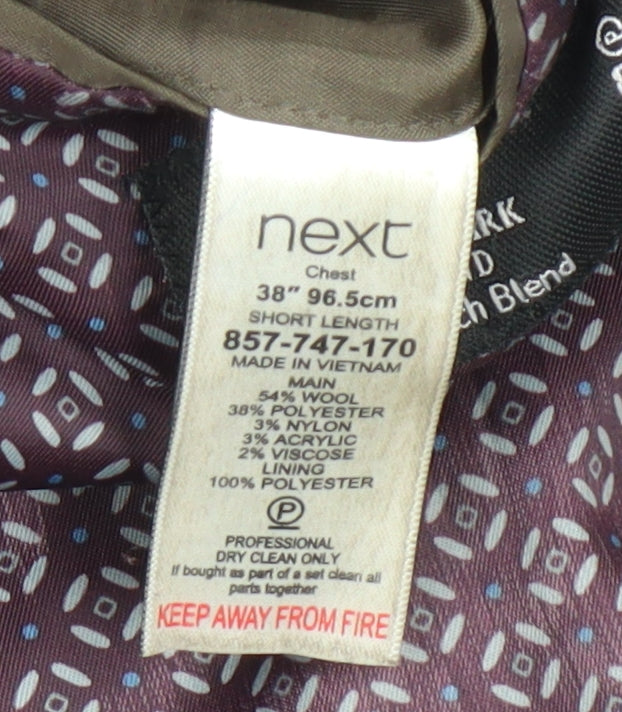 next
Chest
38" 96.5cm
SHORT LENGTH
857-747-170
MADE IN VIETNAM
MAIN
54% WOOL
38% POLYESTER
3% NYLON
3% ACRYLIC
2% VISCOSE
LINING
100% POLYESTER
P
PROFESSIONAL
DRY CLEAN ONLY
If bought as part of a set clean all
parts together
KEEP AWAY FROM FIRE
Blend